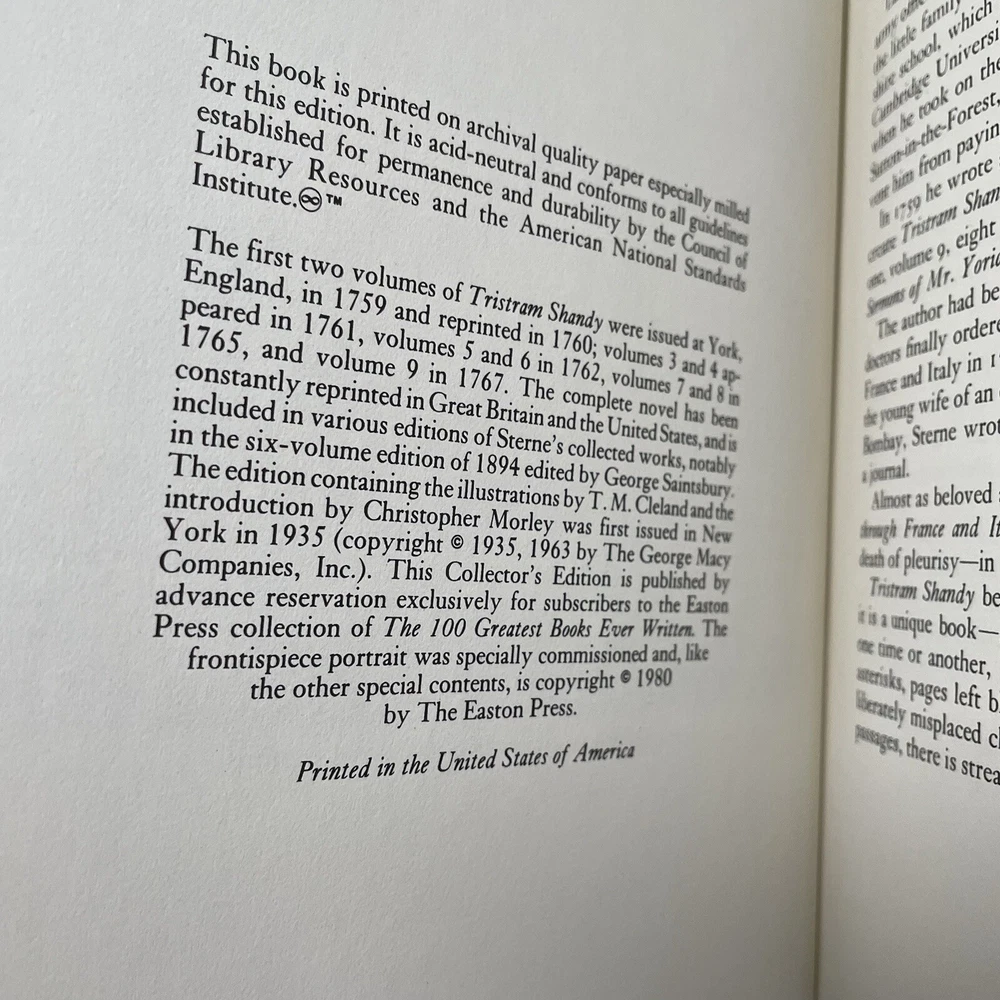 This book is printed on archival quality paper especially milled
for this edition. It is acid-neutral and conforms to all guidelines
established for permanence and durability by the Council of
Library Resources and the American National Standards
Institute.♾™
The first two volumes of Tristram Shandy were issued at York,
England, in 1759 and reprinted in 1760; volumes 3 and 4 ap-
peared in 1761, volumes 5 and 6 in 1762, volumes 7 and 8 in
1765, and volume 9 in 1767. The complete novel has been
constantly reprinted in Great Britain and the United States, and is
included in various editions of Sterne's collected works, notably
in the six-volume edition of 1894 edited by George Saintsbury.
The edition containing the illustrations by T. M. Cleland and the
introduction by Christopher Morley was first issued in New
York in 1935 (copyright © 1935, 1963 by The George Macy
Companies, Inc.). This Collector's Edition is published by
advance reservation exclusively for subscribers to the Easton
Press collection of The 100 Greatest Books Ever Written. The
frontispiece portrait was specially commissioned and, like
the other special contents, is copyright © 1980
by The Easton Press.
Printed in the United States of America
the little family
school, which
Cambridge Universi
when he took on the
Sutton-in-the-Forest,
him from payin
In 1759 he wrote
create Tristram Shan
one, volume 9, eight
Sermons of Mr. Yoric
The author had be
doctors finally ordere
France and Italy in 1
the young wife of an
Bombay, Sterne wrot
a journal.
Almost as beloved
through France and It
death of pleurisy—in
Tristram Shandy be
it is a unique book—
one time or another,
asterisks, pages left b
liberately misplaced c
passages, there is strea